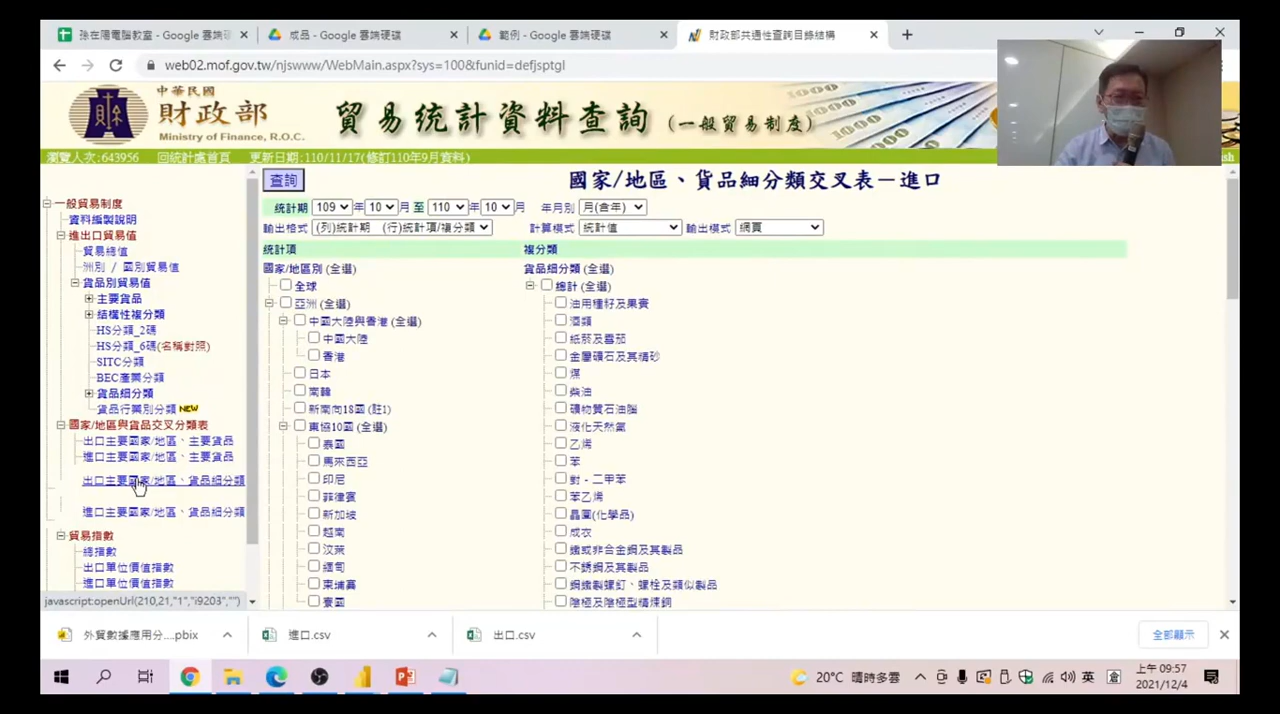 孫在陽電腦教室 - Google 雲端硬
成品 - Google 雲端硬碟
範例 - Google 雲端硬碟
財政部共通性查詢目錄結構
web02.mof.gov.tw/njswww/WebMain.aspx?sys=100&funid=defjsptgl
中華民國
財政部
Ministry of Finance, R.O.C.
貿易統計資料查詢 (一般貿易制度)
瀏覽人次:643956 回統計處首頁 更新日期:110/11/17(修訂110年9月資料)
查詢
國家/地區、貨品細分類交叉表－進口
統計期 109 年 10 月 至 110 年 10 月 年月別 月(含年)
輸出格式 (列)統計期 (行)統計項/複分類 計算模式 統計值 輸出模式 網頁
統計項 複分類
一般貿易制度
資料編製說明
進出口貿易值
貿易總值
洲別 / 國別貿易值
貨品別貿易值
主要貨品
結構性複分類
HS分類_2碼
HS分類_6碼(名稱對照)
SITC分類
BEC產業分類
貨品細分類
貨品行業別分類 NEW
國家/地區與貨品交叉分類表
出口主要國家/地區、主要貨品
進口主要國家/地區、主要貨品
出口主要國家/地區、貨品細分類
進口主要國家/地區、貨品細分類
貿易指數
總指數
出口單位價值指數
進口單位價值指數
javascript:openUrl(210,21,"1","i9203","")
國家/地區別 (全選)
全球
亞洲 (全選)
中國大陸與香港 (全選)
中國大陸
香港
日本
南韓
新南向18國 (註1)
東協10國 (全選)
泰國
馬來西亞
印尼
菲律賓
新加坡
越南
汶萊
緬甸
柬埔寨
寮國
貨品細分類 (全選)
總計 (全選)
油用種籽及果實
酒類
紙菸及雪茄
金屬礦石及其精砂
煤
柴油
礦物質石油腦
液化天然氣
乙烯
苯
對 - 二甲苯
苯乙烯
晶圓(化學品)
成衣
鐵或非合金鋼及其製品
不銹鋼及其製品
鋼鐵製螺釘、螺栓及類似製品
陰極及陰極型精煉銅
外貿數據應用分....pbix
進口.csv
出口.csv
全部顯示
20°C 晴時多雲
英
倉
上午 09:57
2021/12/4